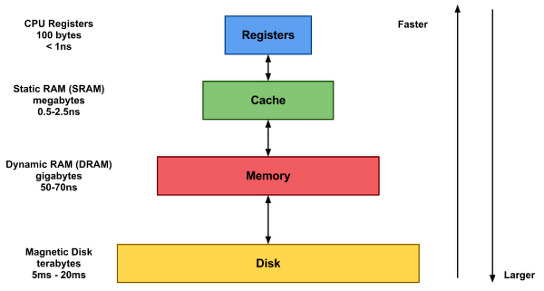 CPU Registers
100 bytes
< 1ns
Registers
Faster
Static RAM (SRAM)
megabytes
0.5-2.5ns
Cache
Dynamic RAM (DRAM)
gigabytes
50-70ns
Memory
Magnetic Disk
terabytes
5ms - 20ms
Disk
Larger